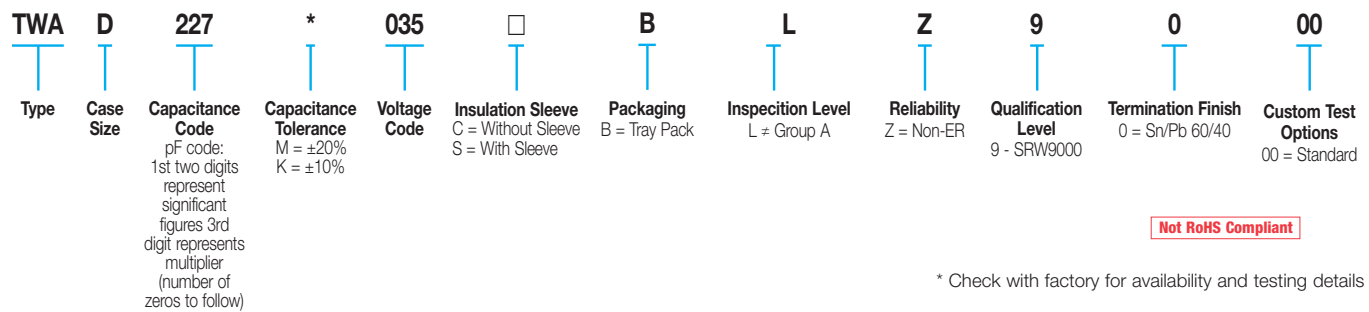 TWA D 227 * 035 □ B L Z 9 0 00
Type
Case
Size
Capacitance
Code
pF code:
1st two digits
represent
significant
figures 3rd
digit represents
multiplier
(number of
zeros to follow)
Capacitance
Tolerance
M = ±20%
K = ±10%
Voltage
Code
Insulation Sleeve
C = Without Sleeve
S = With Sleeve
Packaging
B = Tray Pack
Inspecition Level
L ≠ Group A
Reliability
Z = Non-ER
Qualification
Level
9 - SRW9000
Termination Finish
0 = Sn/Pb 60/40
Custom Test
Options
00 = Standard
Not RoHS Compliant
* Check with factory for availability and testing details